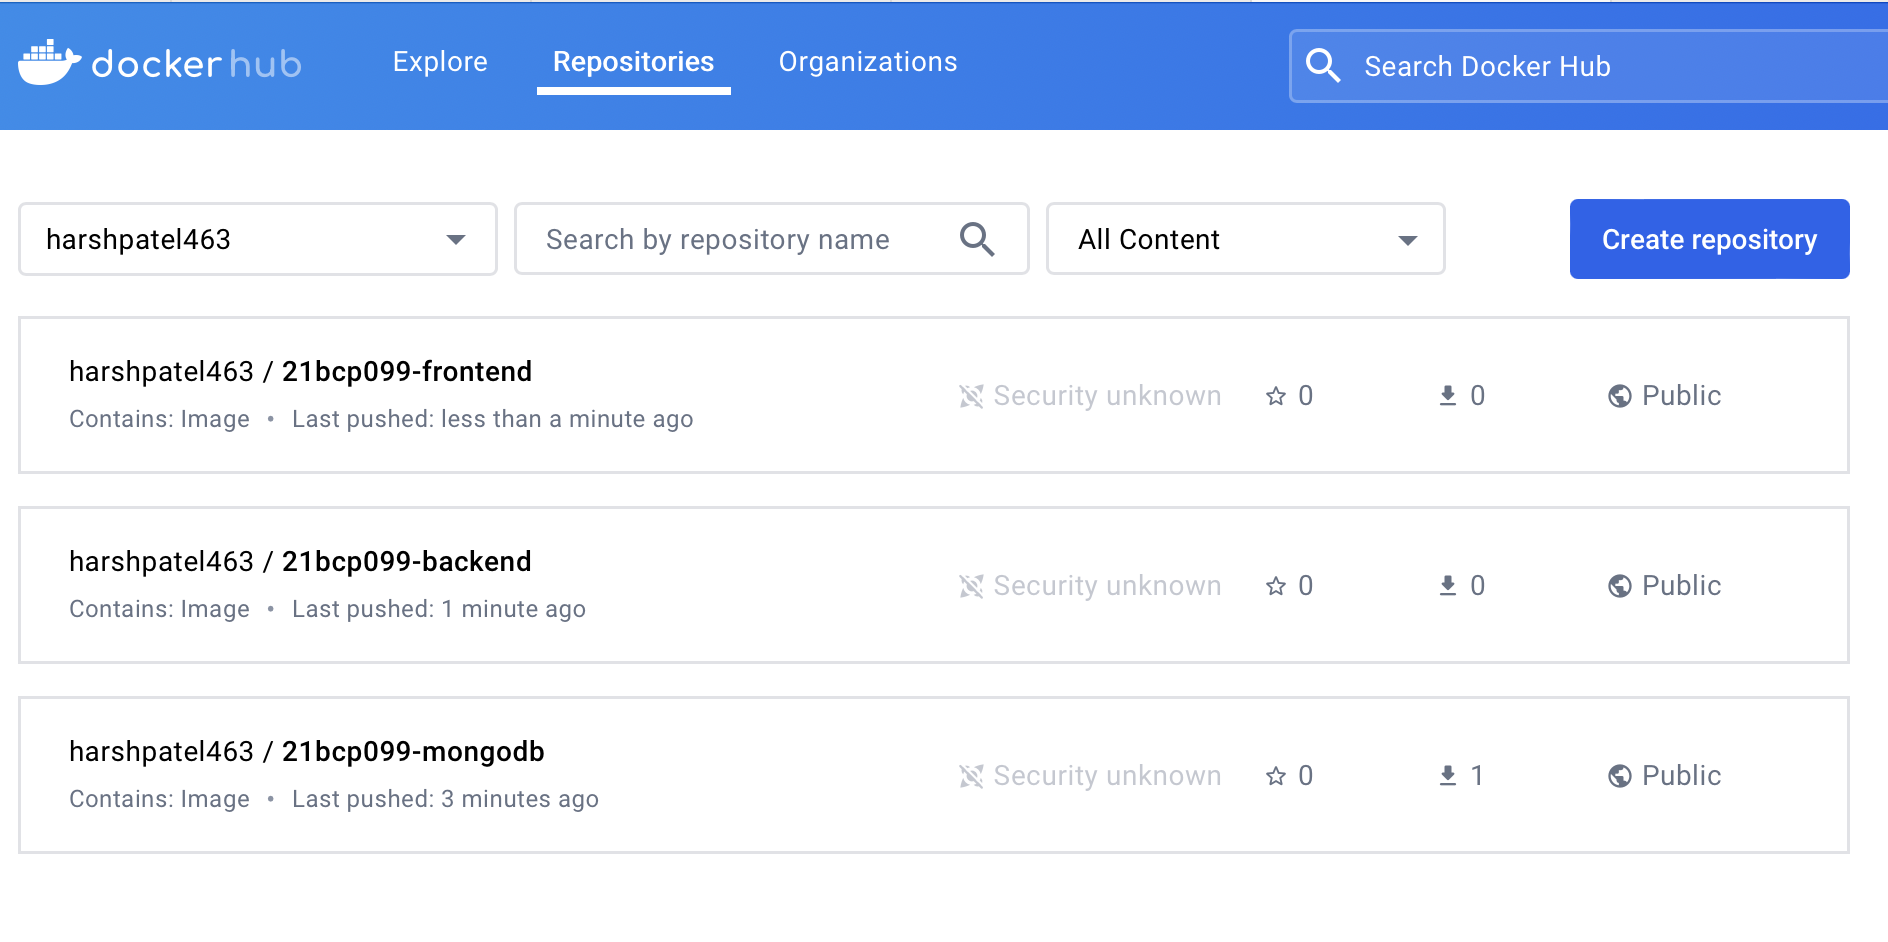 docker hub Explore Repositories Organizations Search Docker Hub
harshpatel463 Search by repository name All Content Create repository
harshpatel463 / 21bcp099-frontend
Contains: Image • Last pushed: less than a minute ago
Security unknown 0 0 Public
harshpatel463 / 21bcp099-backend
Contains: Image • Last pushed: 1 minute ago
Security unknown 0 0 Public
harshpatel463 / 21bcp099-mongodb
Contains: Image • Last pushed: 3 minutes ago
Security unknown 0 1 Public